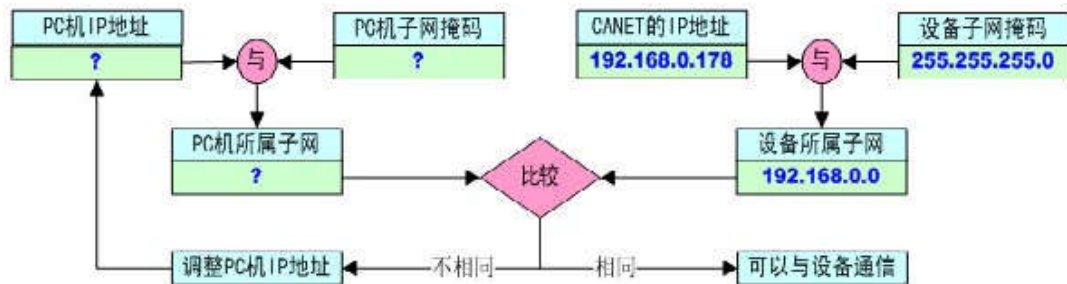 PC机IP地址
?
PC机子网掩码
?
CANET的IP地址
192.168.0.178
设备子网掩码
255.255.255.0
与
与
PC机所属子网
?
比较
设备所属子网
192.168.0.0
调整PC机IP地址
不相同
相同
可以与设备通信